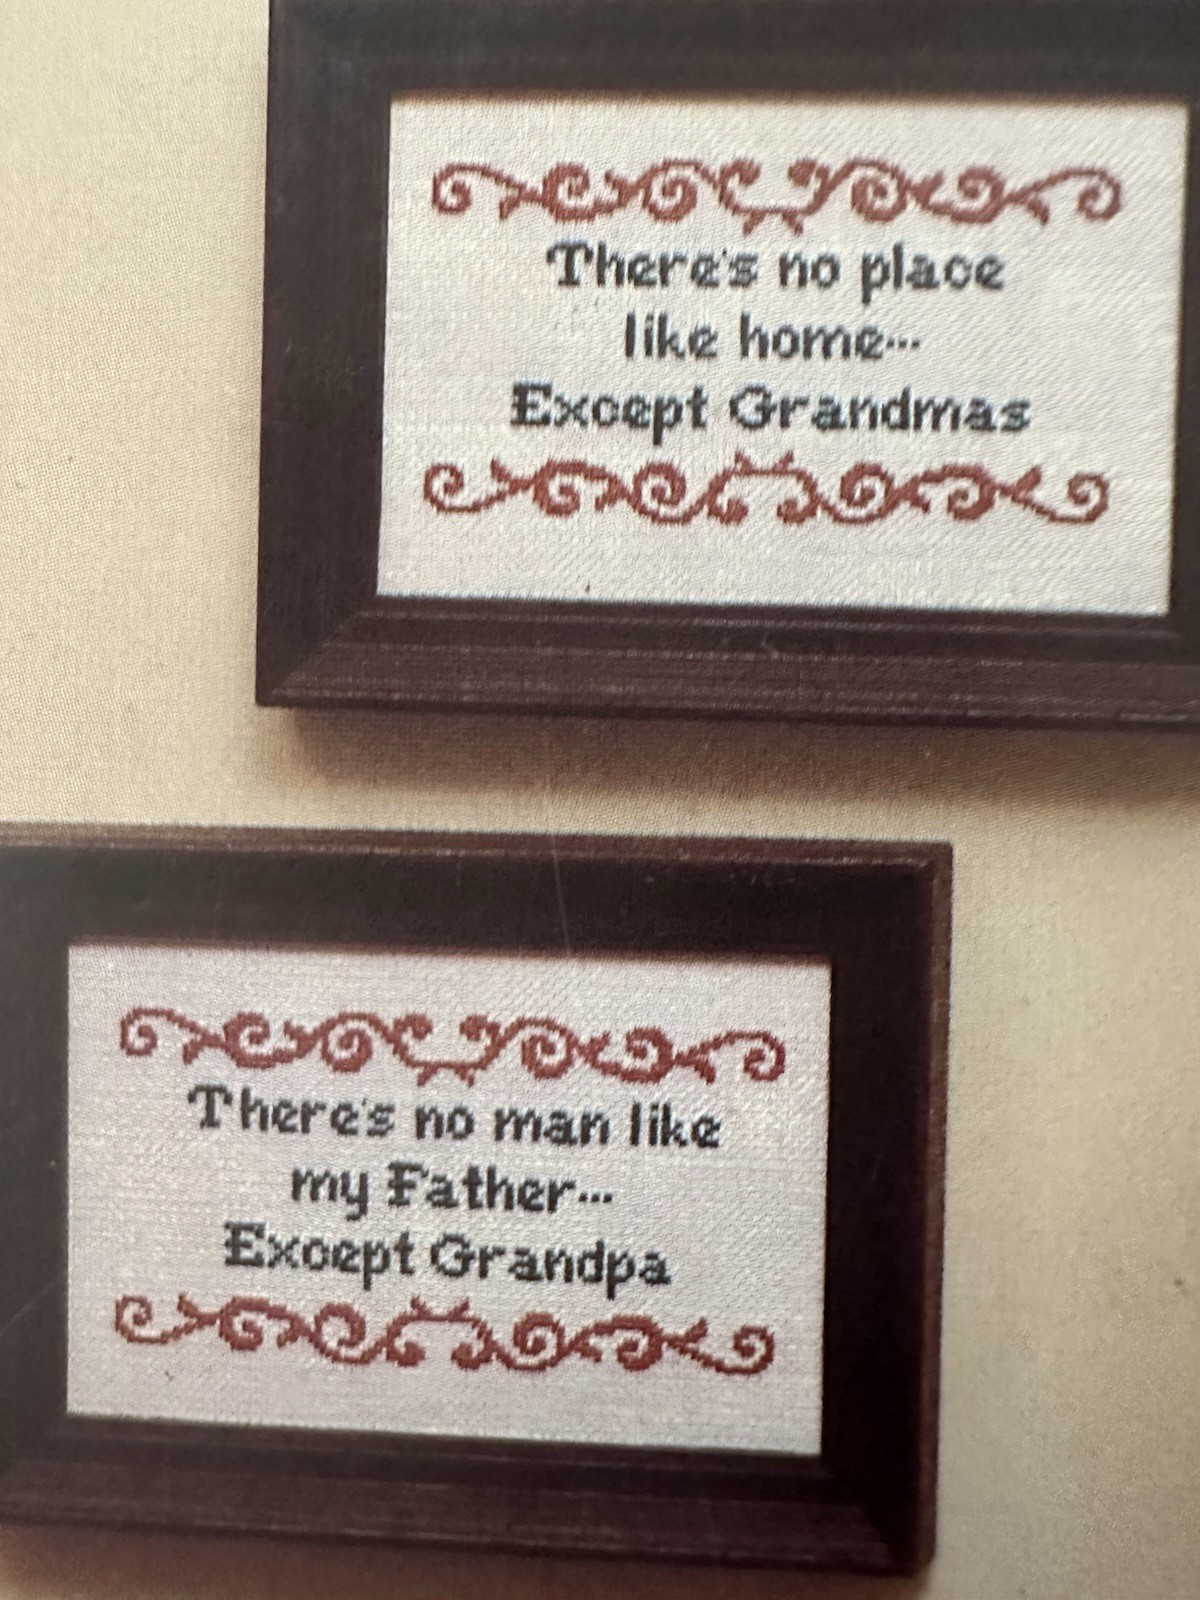 There's no place
like home...
Except Grandmas
There's no man like
my Father...
Except Grandpa